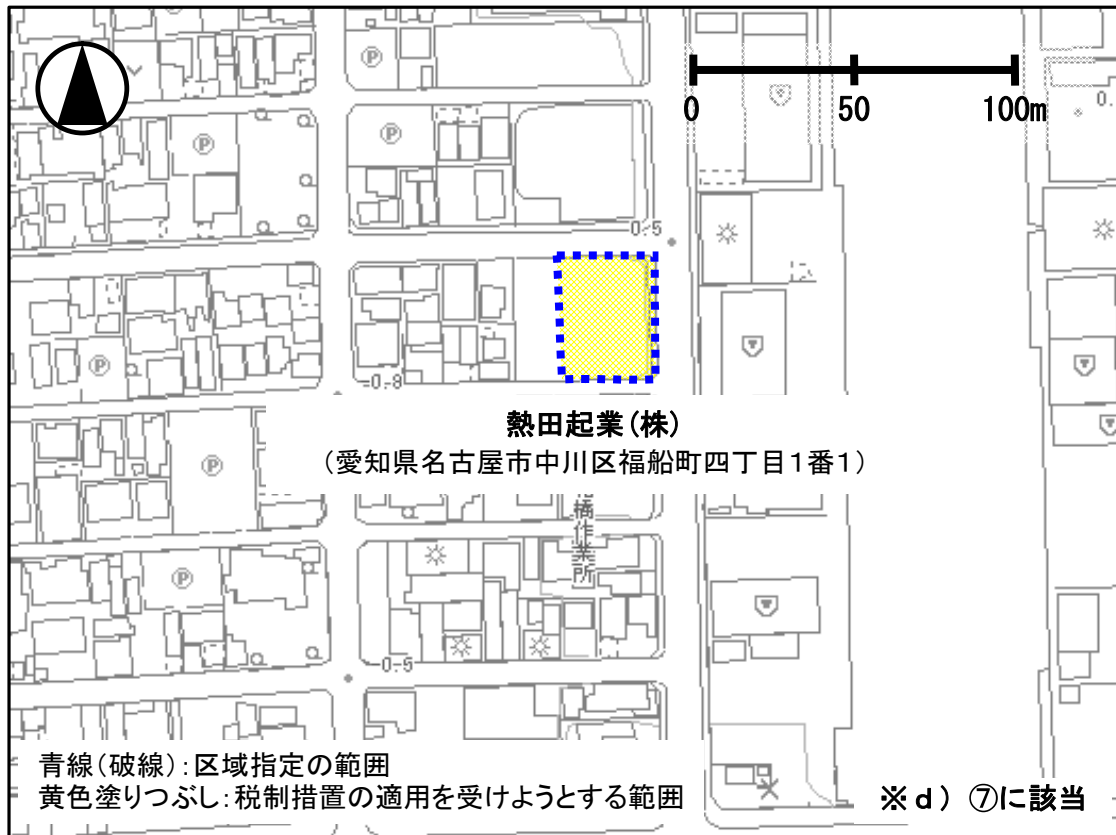 0
50
100m
0.5
-0.8
熱田起業(株)
(愛知県名古屋市中川区福船町四丁目1番1)
橋作業所
-0.5
青線(破線):区域指定の範囲
黄色塗りつぶし:税制措置の適用を受けようとする範囲
※d) ⑦に該当